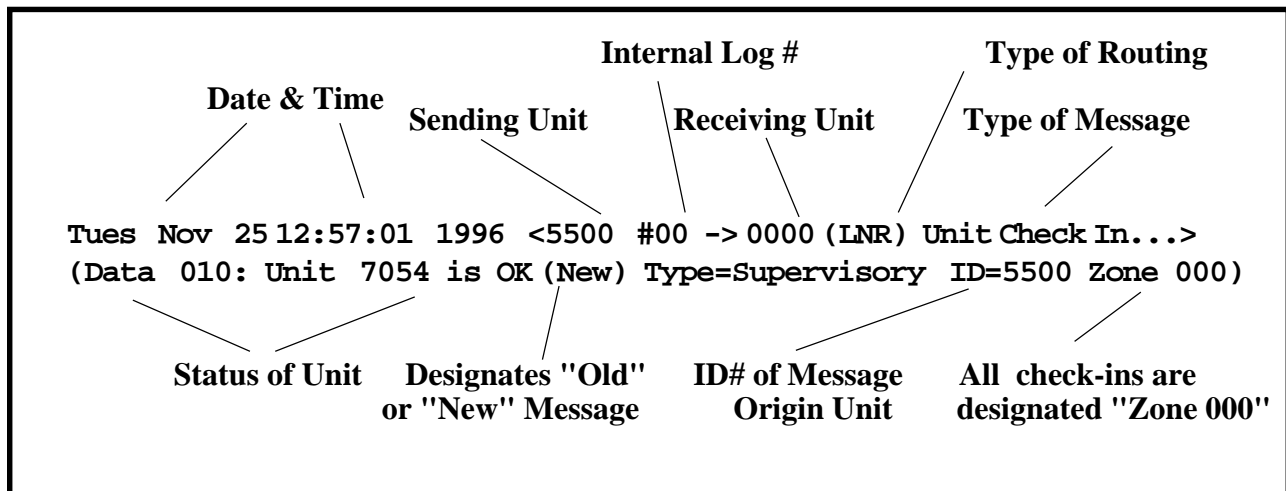 Internal Log # Type of Routing
Date & Time
Sending Unit Receiving Unit Type of Message
Tues Nov 25 12:57:01 1996 <5500 #00 -> 0000 (LNR) Unit Check In...>
(Data 010: Unit 7054 is OK (New) Type=Supervisory ID=5500 Zone 000)
Status of Unit Designates "Old" ID# of Message All check-ins are
or "New" Message Origin Unit designated "Zone 000"